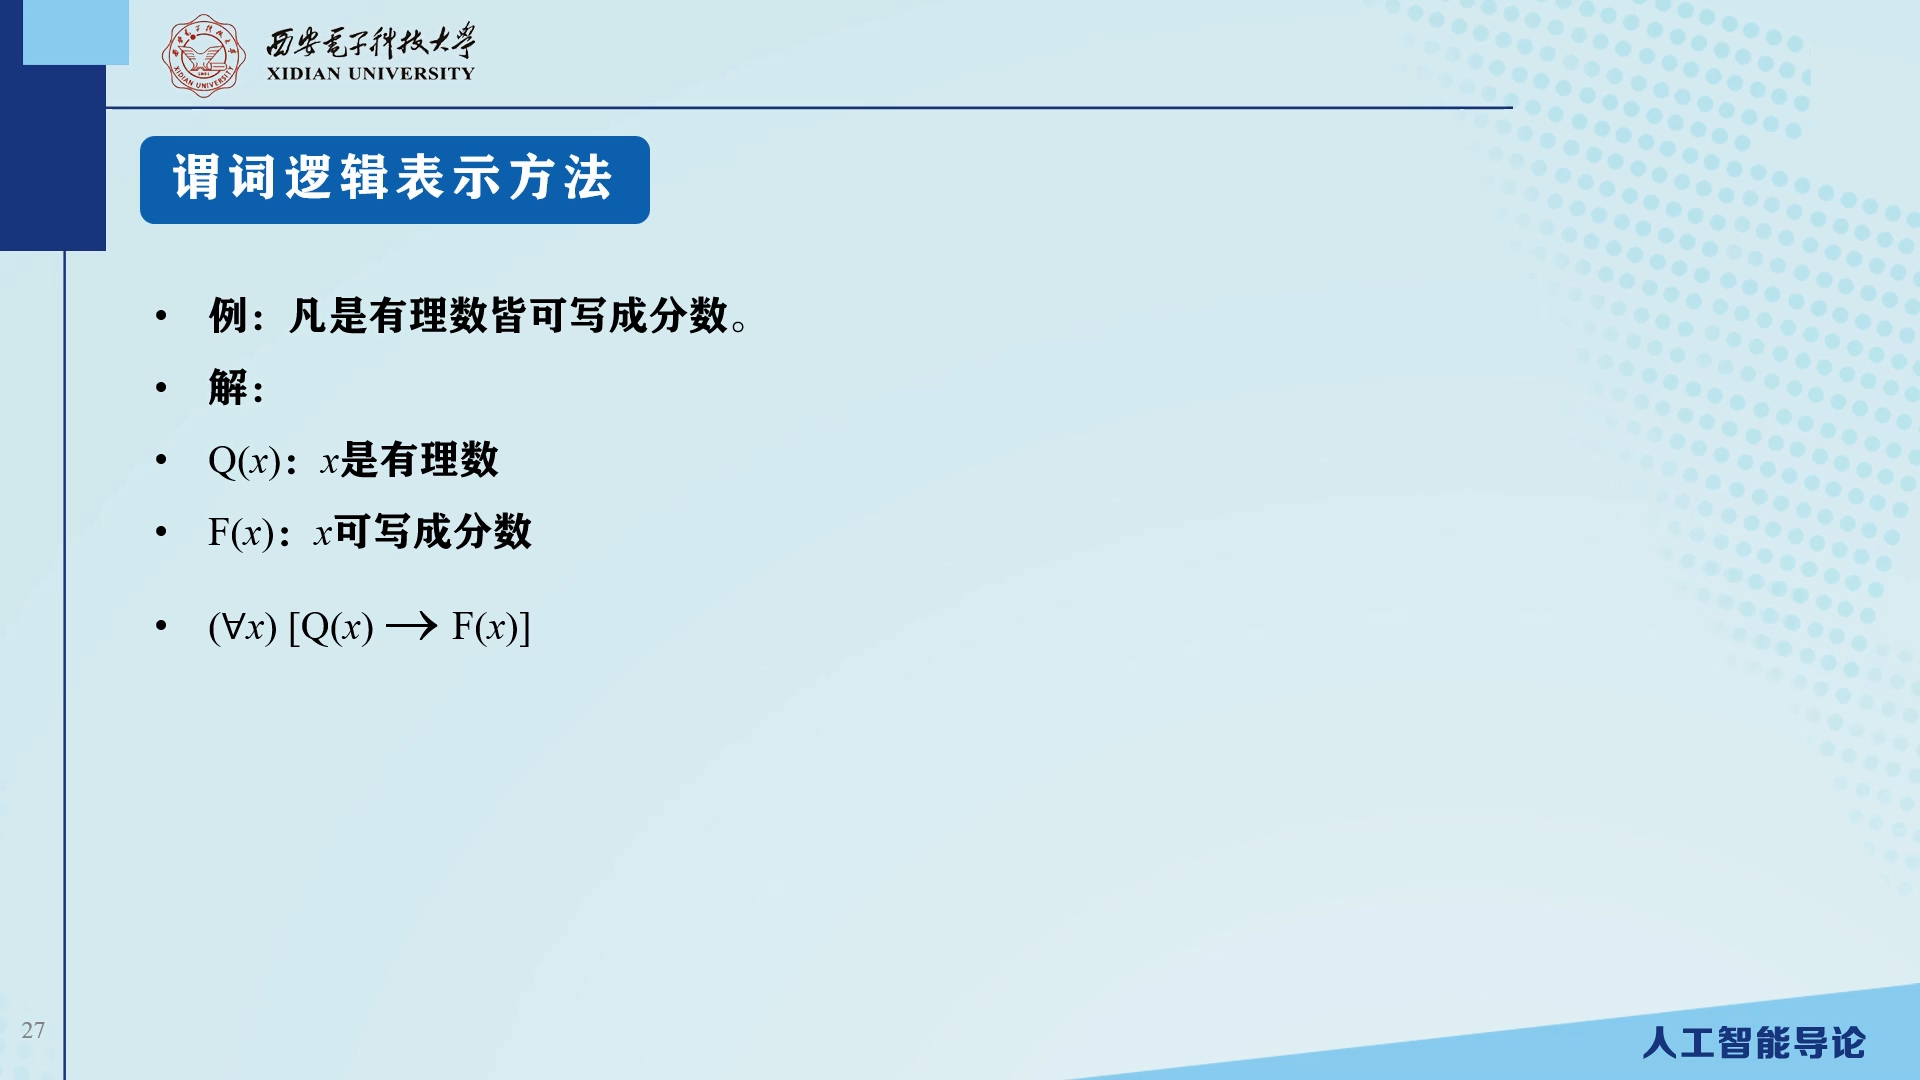 西安电子科技大学
XIDIAN UNIVERSITY
谓词逻辑表示方法
• 例：凡是有理数皆可写成分数。
• 解：
• Q(x)：x是有理数
• F(x)：x可写成分数
• (∀x) [Q(x) → F(x)]
27
人工智能导论